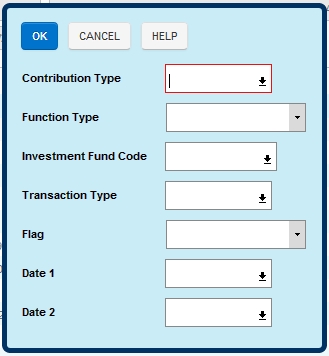 OK CANCEL HELP
Contribution Type
Function Type
Investment Fund Code
Transaction Type
Flag
Date 1
Date 2